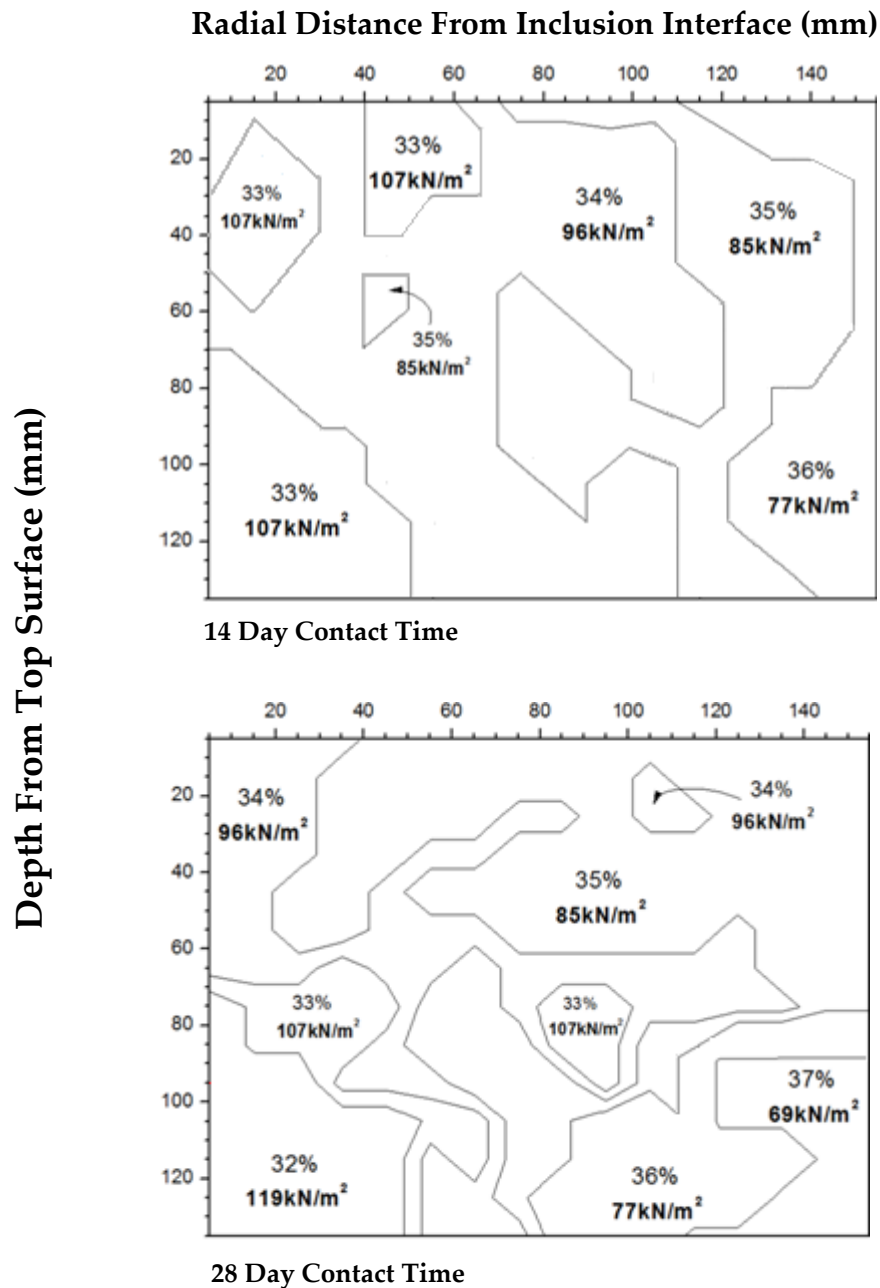 Radial Distance From Inclusion Interface (mm)
20 40 60 80 100 120 140
20
40
60
80
100
120
33%
107kN/m²
33%
107kN/m²
34%
96kN/m²
35%
85kN/m²
35%
85kN/m²
33%
107kN/m²
36%
77kN/m²
14 Day Contact Time
Depth From Top Surface (mm)
20 40 60 80 100 120 140
20
40
60
80
100
120
34%
96kN/m²
34%
96kN/m²
35%
85kN/m²
33%
107kN/m²
33%
107kN/m²
37%
69kN/m²
32%
119kN/m²
36%
77kN/m²
28 Day Contact Time